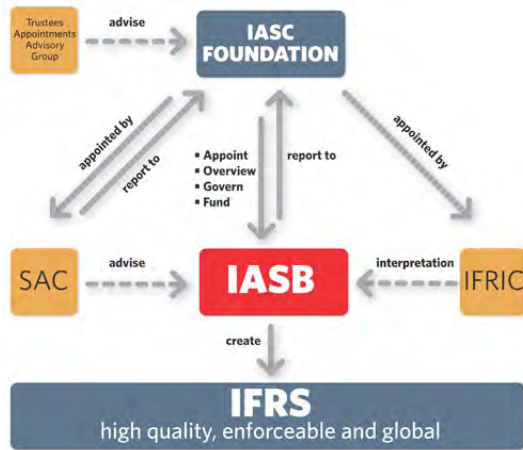 Trustees
Appointments
Advisory
Group
advise
IASC
FOUNDATION
appointed by
report to
▪ Appoint
▪ Overview
▪ Govern
▪ Fund
report to
appointed by
SAC
advise
IASB
interpretation
IFRIC
create
IFRS
high quality, enforceable and global